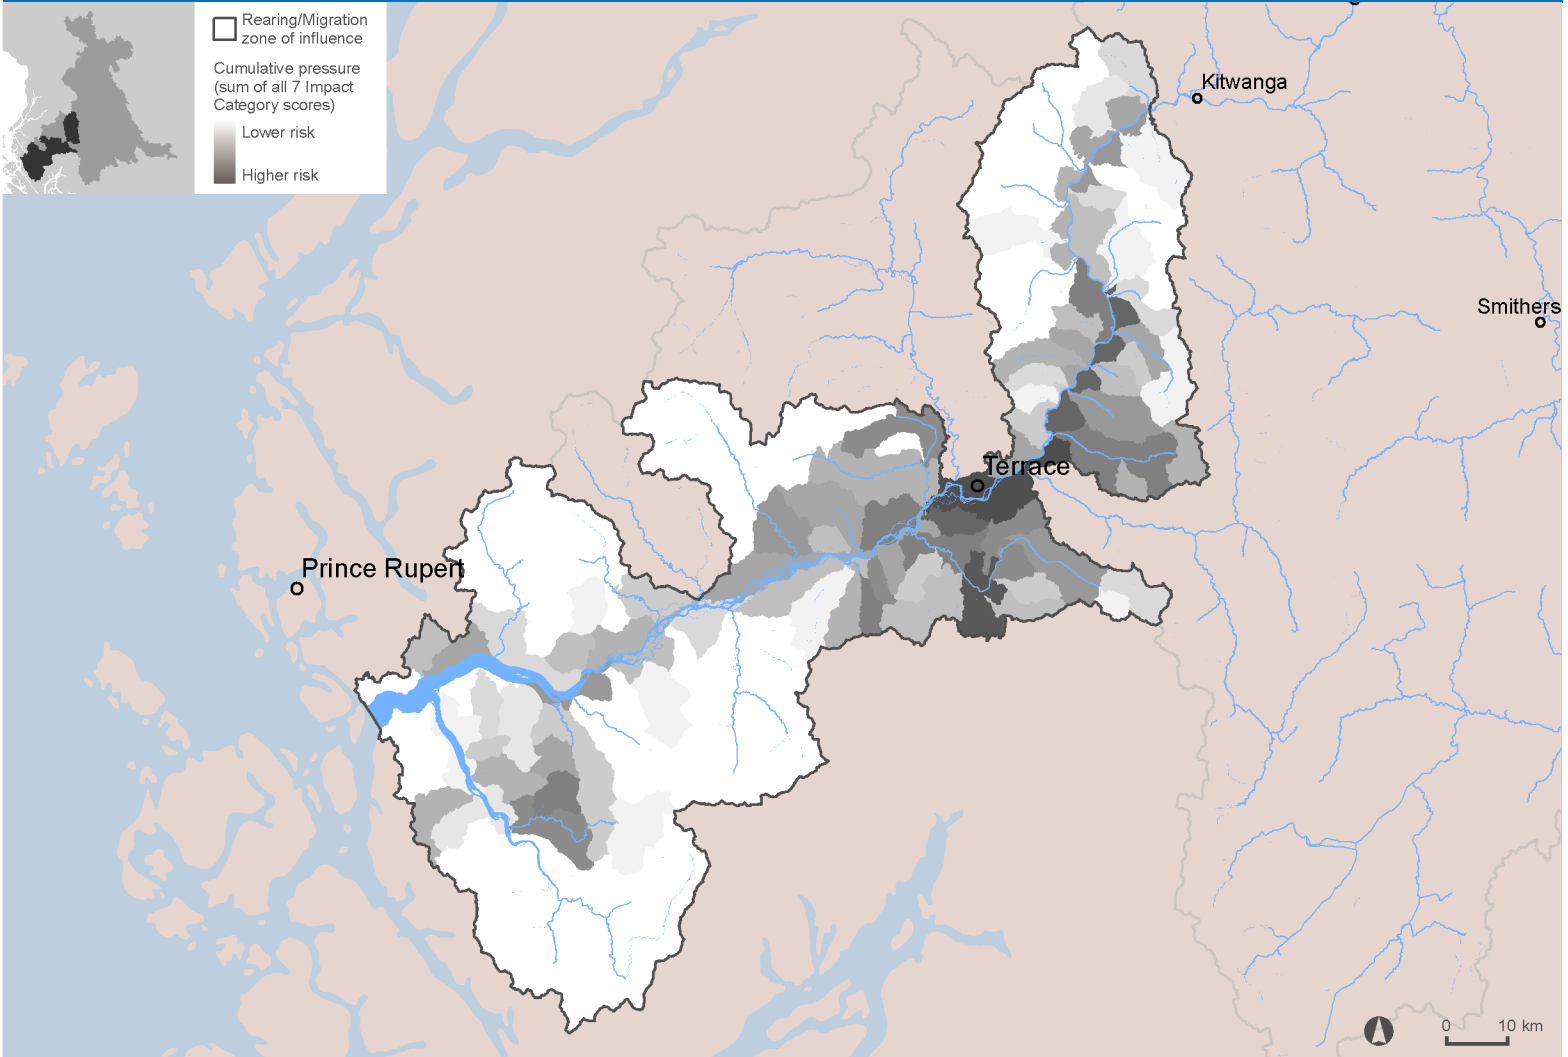 Rearing/Migration
zone of influence
Cumulative pressure
(sum of all 7 Impact
Category scores)
Lower risk
Higher risk
Kitwanga
Smithers
Terrace
Prince Rupert
0 10 km